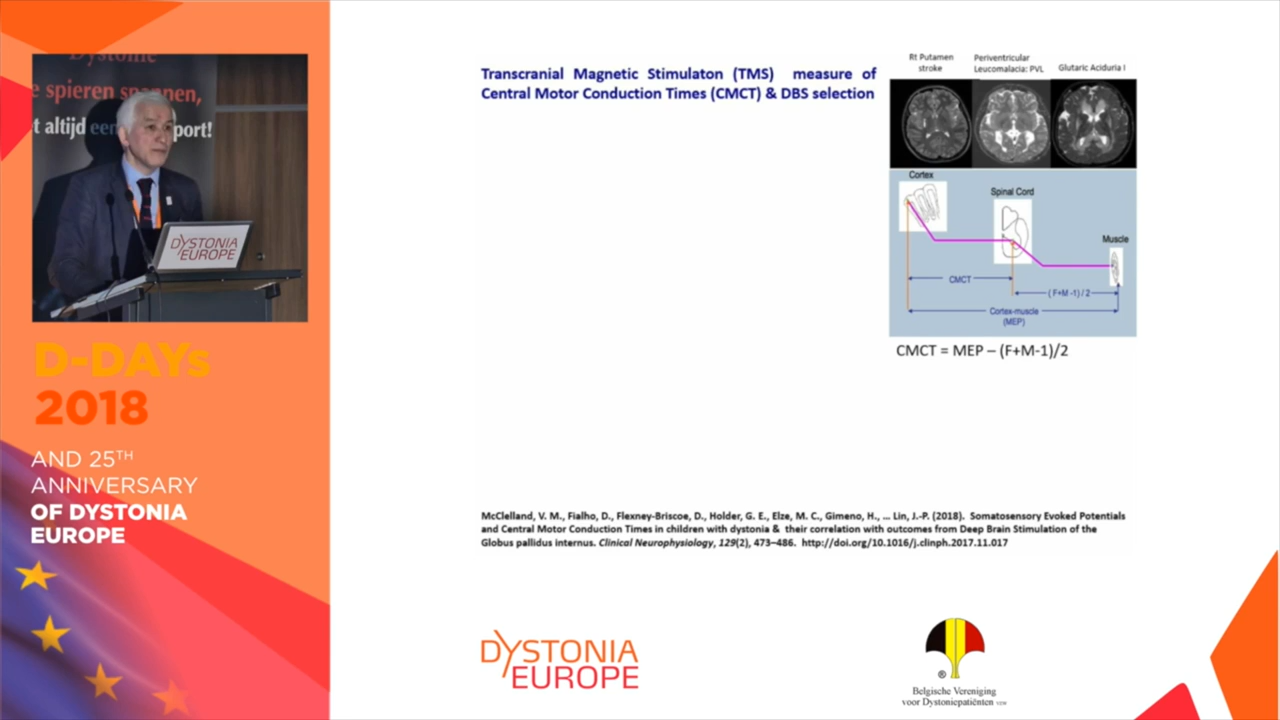 Dystonie
e spieren spannen,
t altijd een port!
DYSTONIA
EUROPE
D-DAYs
2018
AND 25TH
ANNIVERSARY
OF DYSTONIA
EUROPE
Transcranial Magnetic Stimulaton (TMS) measure of
Central Motor Conduction Times (CMCT) & DBS selection
Rt Putamen
stroke
Periventricular
Leucomalacia: PVL
Glutaric Aciduria I
Cortex
Spinal Cord
Muscle
CMCT
( F+M -1) / 2
Cortex-muscle
(MEP)
CMCT = MEP – (F+M-1)/2
McClelland, V. M., Fialho, D., Flexney-Briscoe, D., Holder, G. E., Elze, M. C., Gimeno, H., … Lin, J.-P. (2018). Somatosensory Evoked Potentials
and Central Motor Conduction Times in children with dystonia & their correlation with outcomes from Deep Brain Stimulation of the
Globus pallidus internus. Clinical Neurophysiology, 129(2), 473–486. http://doi.org/10.1016/j.clinph.2017.11.017
DYSTONIA
EUROPE
®
Belgische Vereniging
voor Dystoniepatiënten VZW